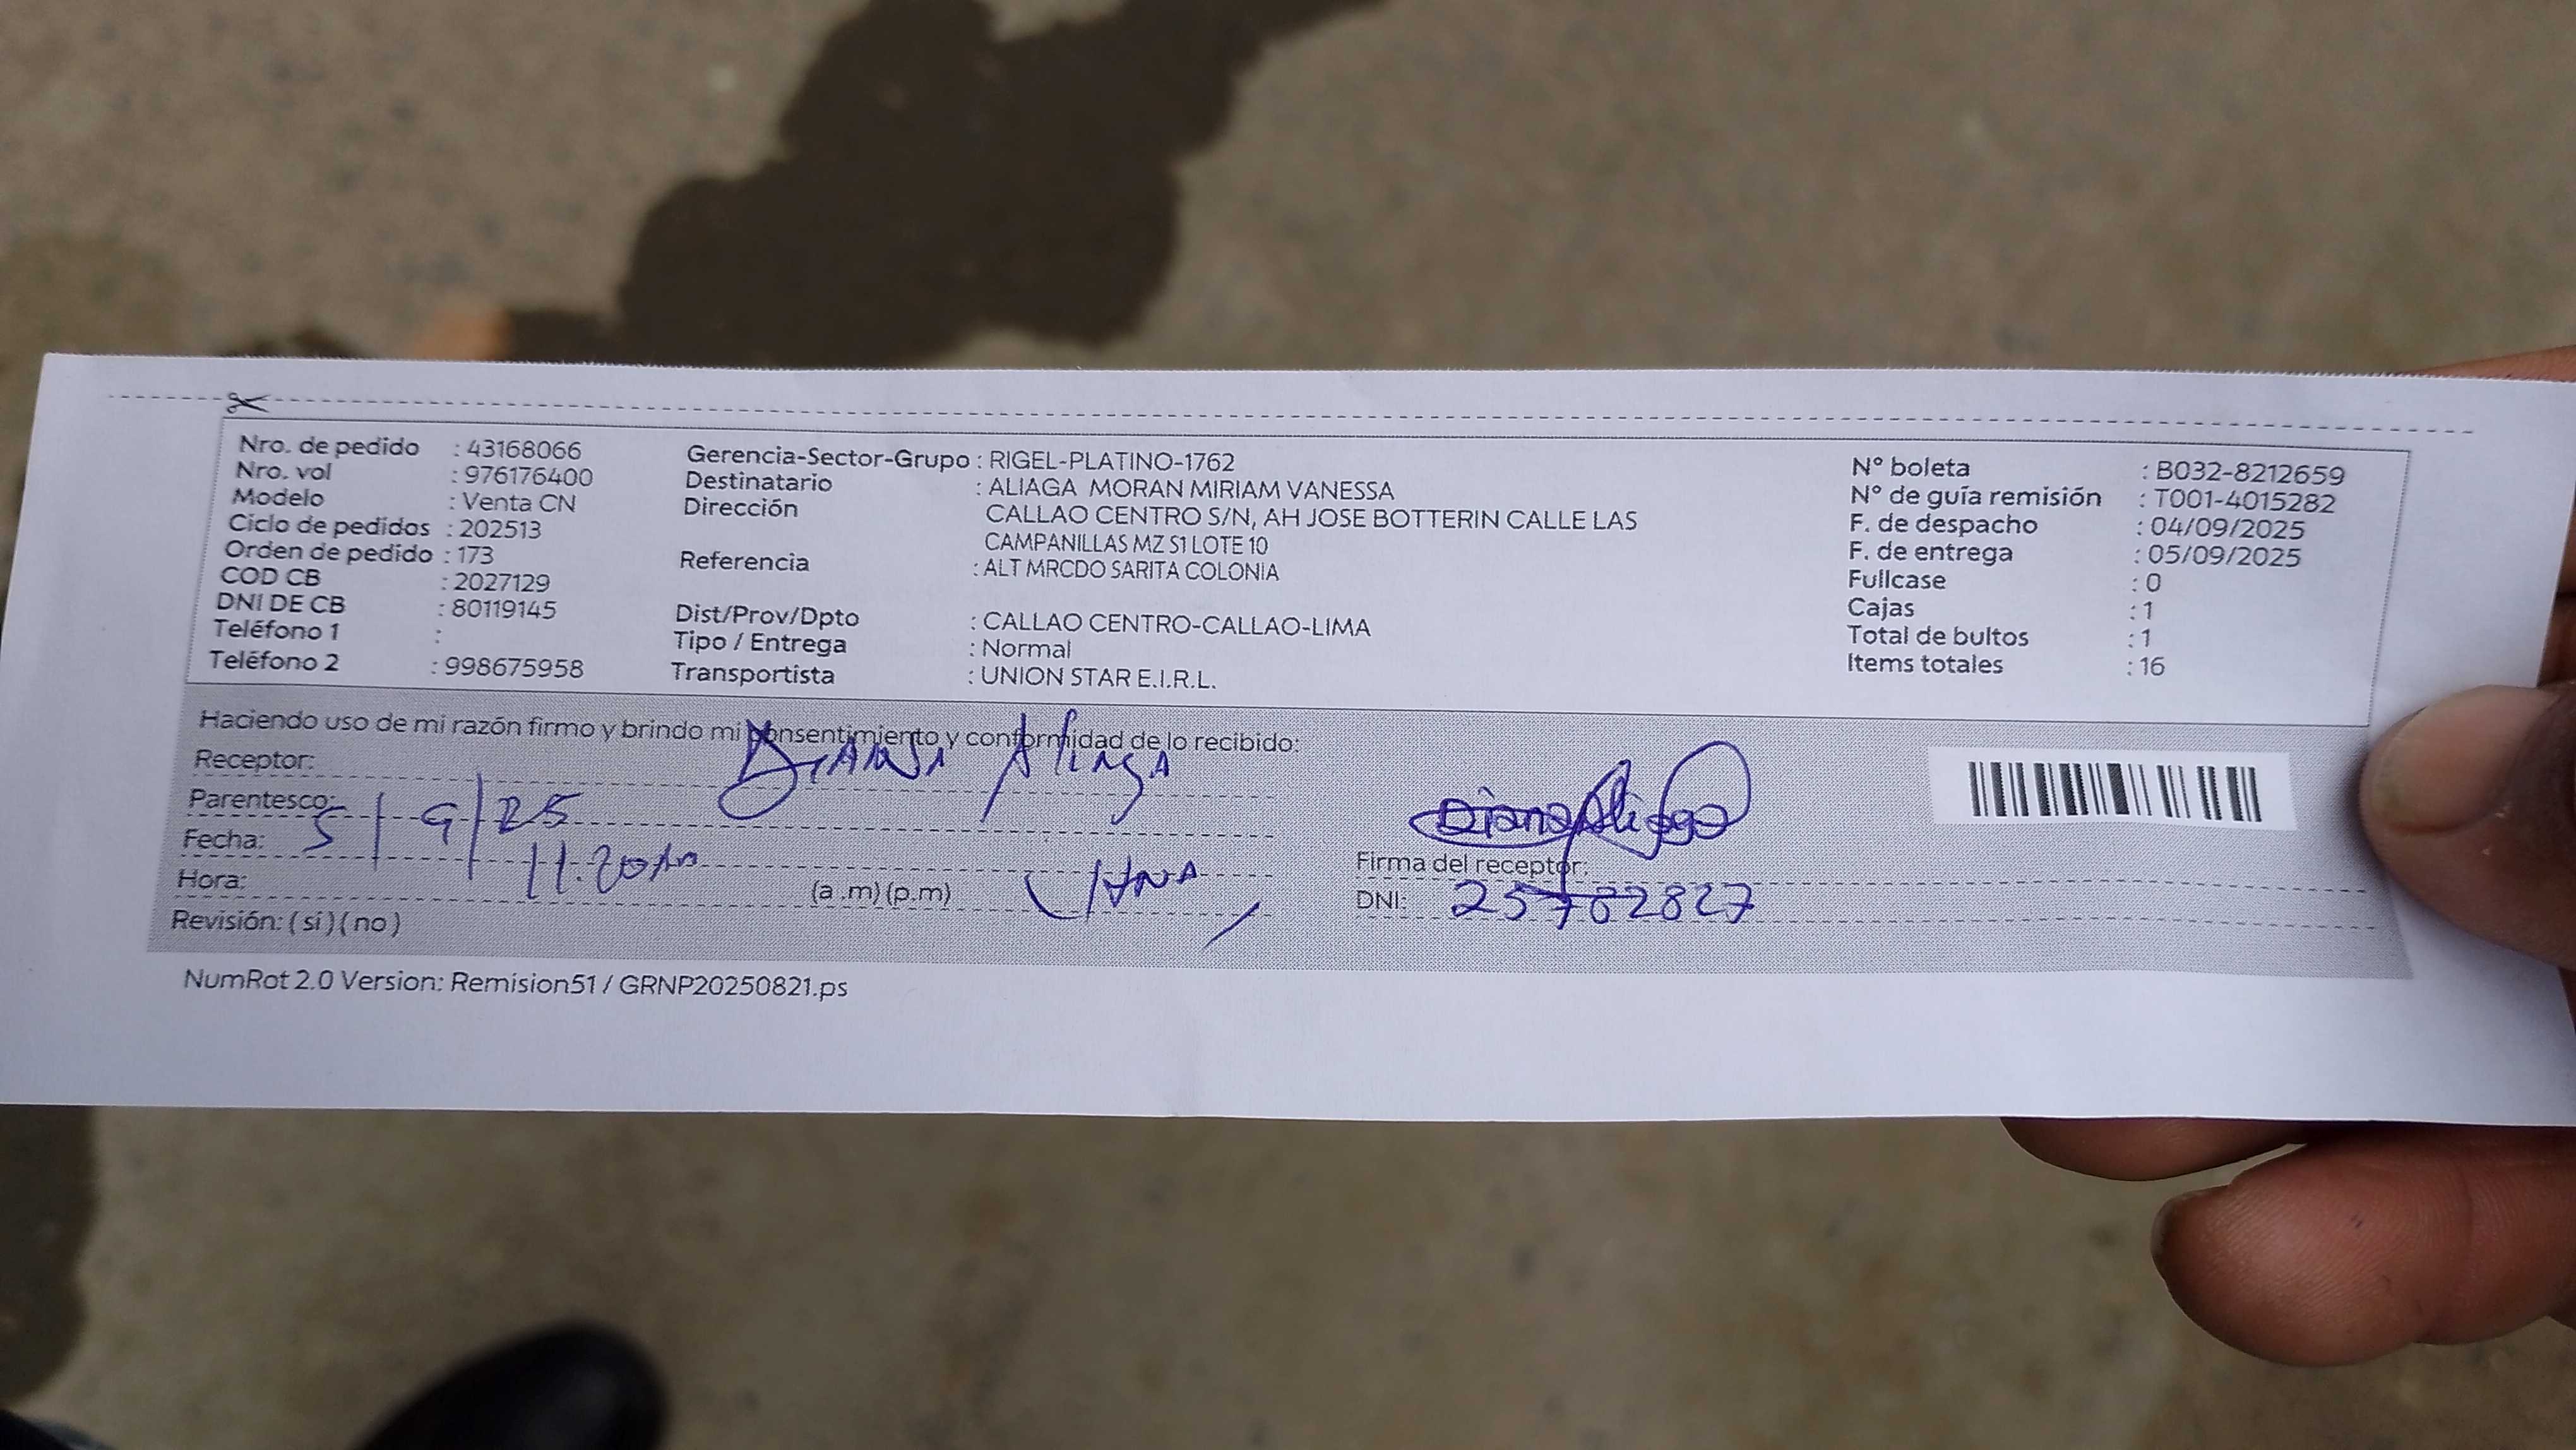 Nro. de pedido : 43168066
Nro. vol : 976176400
Modelo : Venta CN
Ciclo de pedidos : 202513
Orden de pedido : 173
COD CB : 2027129
DNI DE CB : 80119145
Teléfono 1 :
Teléfono 2 : 998675958
Gerencia-Sector-Grupo : RIGEL-PLATINO-1762
Destinatario : ALIAGA MORAN MIRIAM VANESSA
Dirección CALLAO CENTRO S/N, AH JOSE BOTTERIN CALLE LAS
CAMPANILLAS MZ S1 LOTE 10
Referencia : ALT MRCDO SARITA COLONIA
Dist/Prov/Dpto : CALLAO CENTRO-CALLAO-LIMA
Tipo / Entrega : Normal
Transportista : UNION STAR E.I.R.L.
N° boleta : B032-8212659
N° de guía remisión : T001-4015282
F. de despacho : 04/09/2025
F. de entrega : 05/09/2025
Fullcase : 0
Cajas : 1
Total de bultos : 1
Items totales : 16
Haciendo uso de mi razón firmo y brindo mi consentimiento y conformidad de lo recibido:
Receptor: Diana Aliaga
Parentesco:
Fecha: 5/9/25
Hora: 11.20 Am (a .m) (p.m)
Revisión: ( si ) ( no )
Diana Aliaga
Firma del receptor:
DNI: 25702827
NumRot 2.0 Version: Remision51 / GRNP20250821.ps